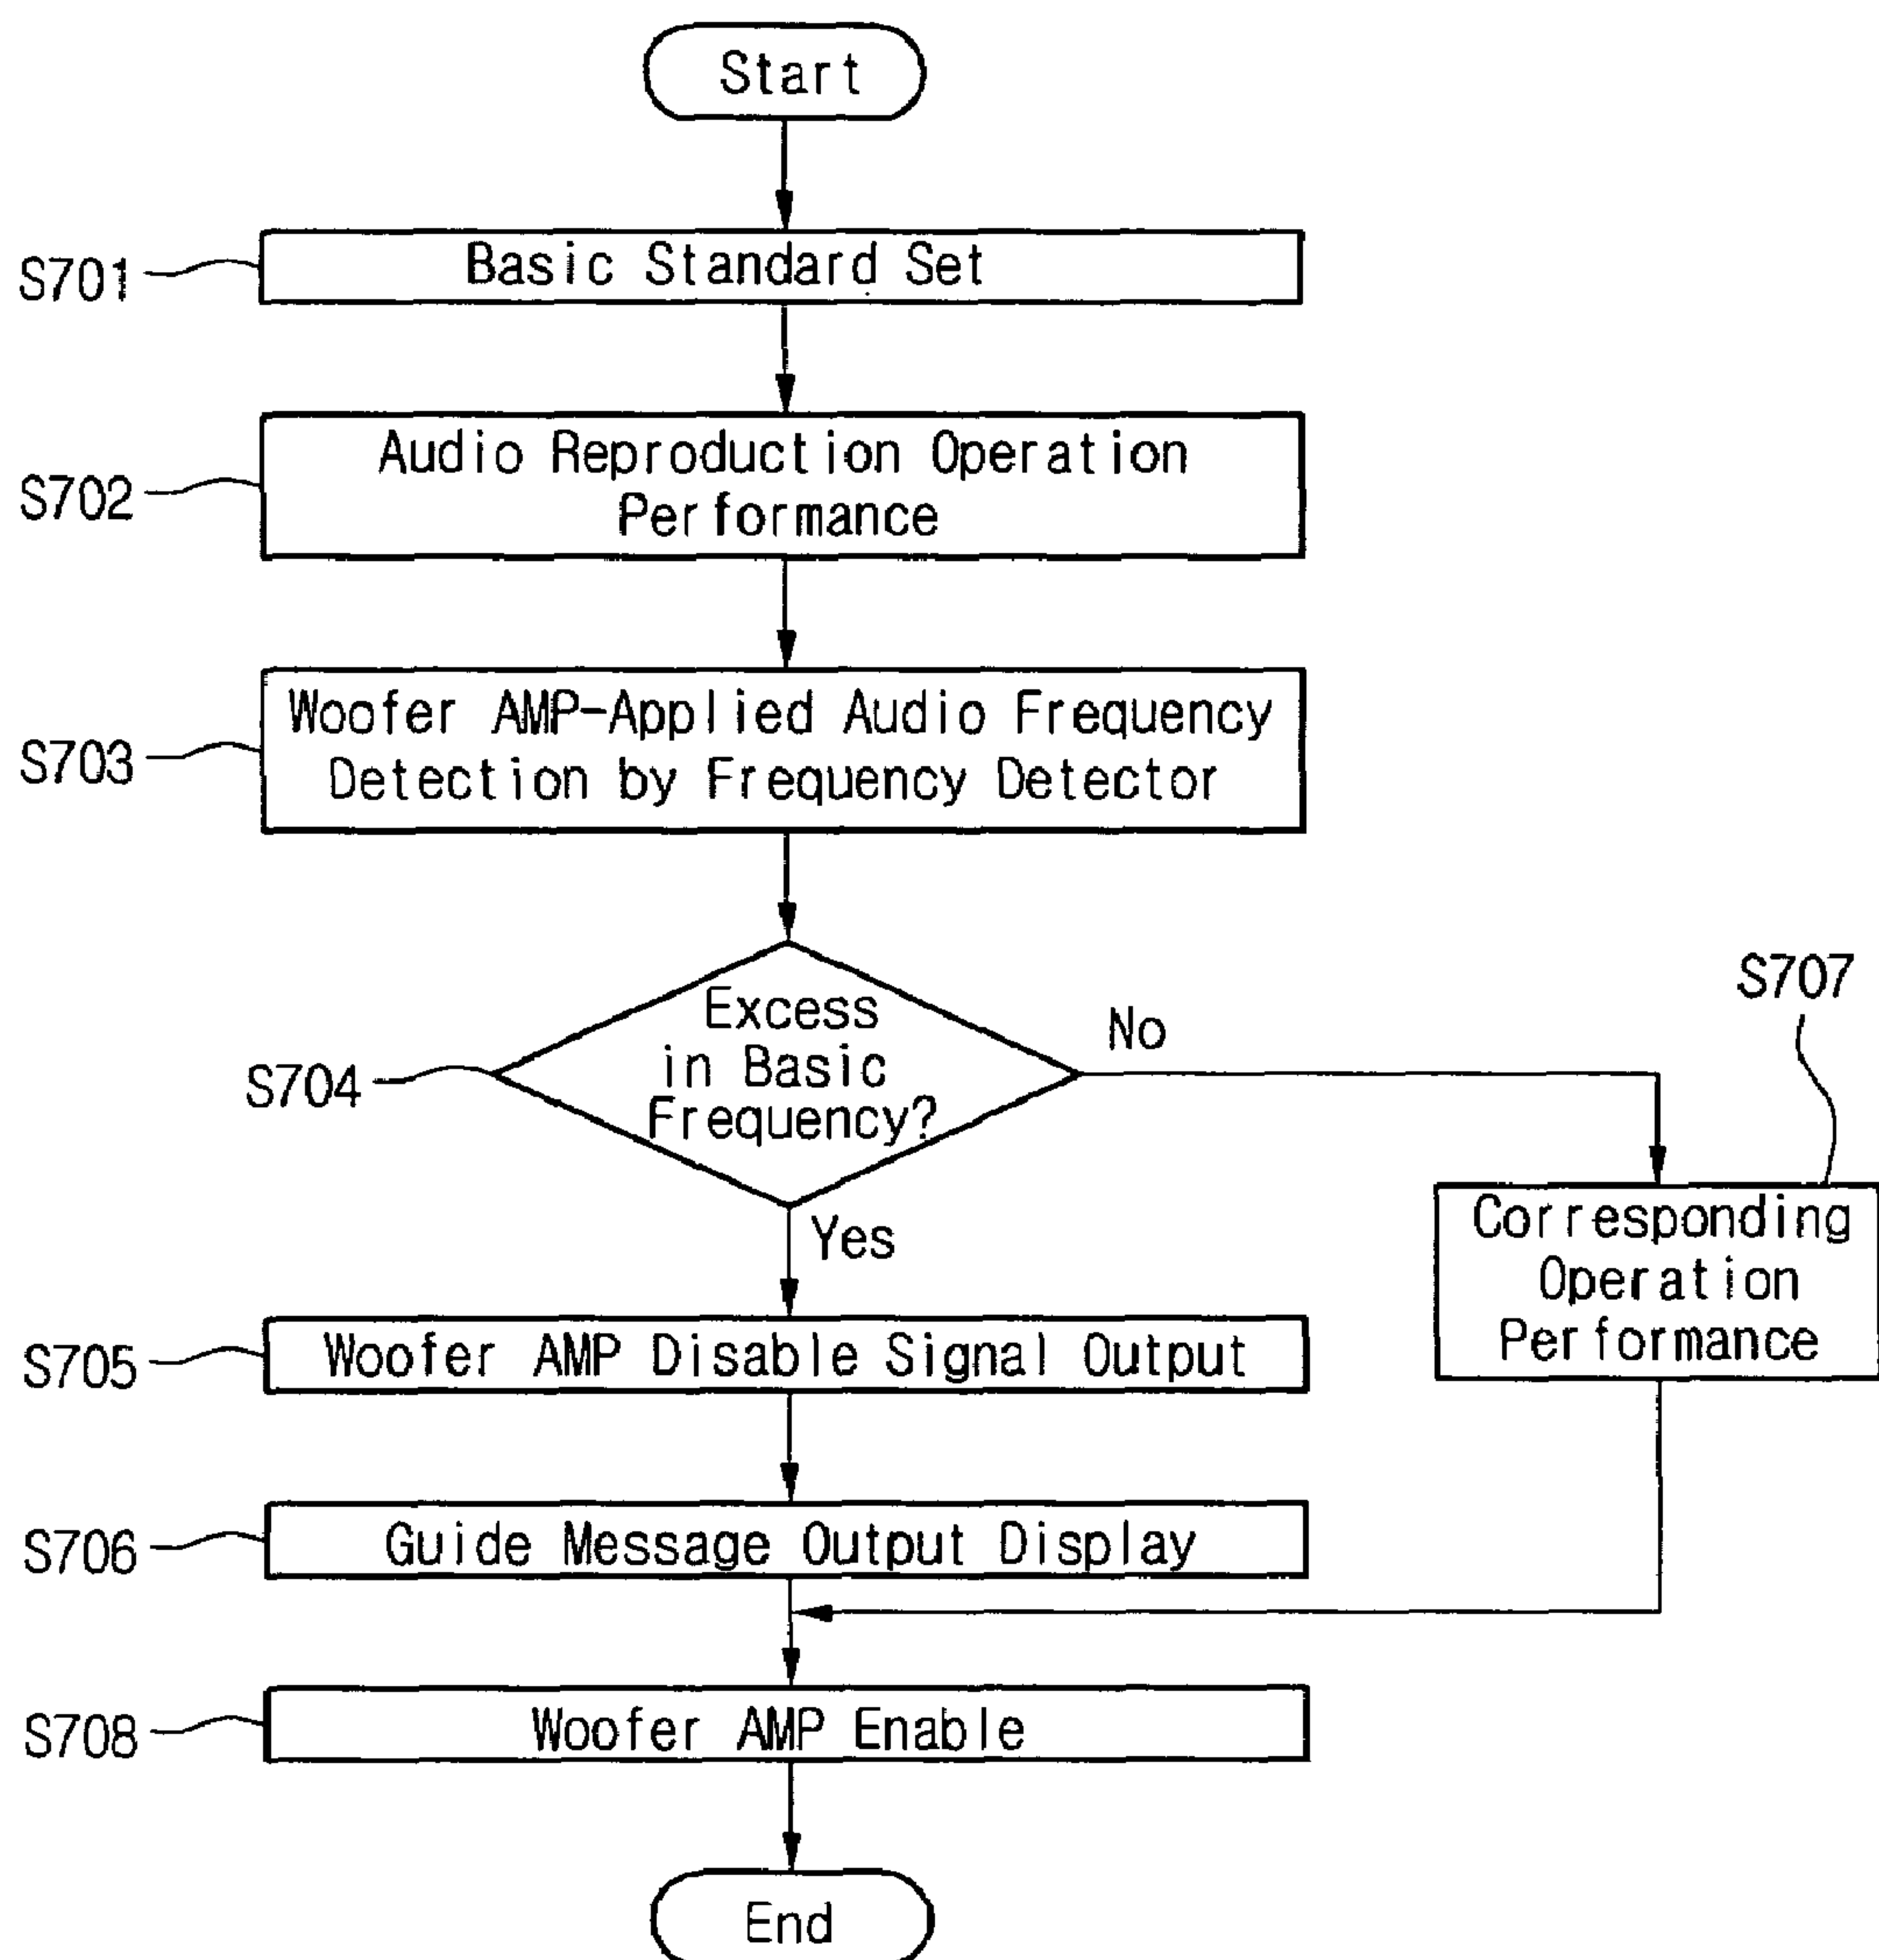 Start
S701
Basic Standard Set
S702
Audio Reproduction Operation
Performance
S703
Woofer AMP-Applied Audio Frequency
Detection by Frequency Detector
S704
Excess
in Basic
Frequency?
No
S707
Yes
Corresponding
Operation
Performance
S705
Woofer AMP Disable Signal Output
S706
Guide Message Output Display
S708
Woofer AMP Enable
End